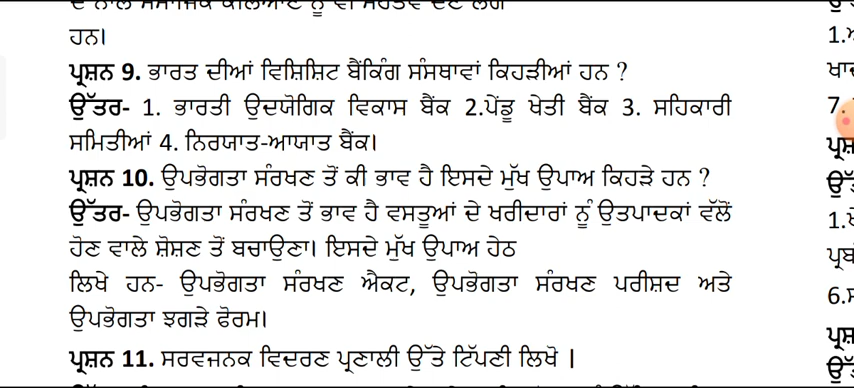 ਹਨ।
ਪ੍ਰਸ਼ਨ 9. ਭਾਰਤ ਦੀਆਂ ਵਿਸ਼ਿਸ਼ਿਟ ਬੈਂਕਿੰਗ ਸੰਸਥਾਵਾਂ ਕਿਹੜੀਆਂ ਹਨ ?
ਉੱਤਰ- 1. ਭਾਰਤੀ ਉਦਯੋਗਿਕ ਵਿਕਾਸ ਬੈਂਕ 2.ਪੇਂਡੂ ਖੇਤੀ ਬੈਂਕ 3. ਸਹਿਕਾਰੀ
ਸਮਿਤੀਆਂ 4. ਨਿਰਯਾਤ-ਆਯਾਤ ਬੈਂਕ।
ਪ੍ਰਸ਼ਨ 10. ਉਪਭੋਗਤਾ ਸੰਰਖਣ ਤੋਂ ਕੀ ਭਾਵ ਹੈ ਇਸਦੇ ਮੁੱਖ ਉਪਾਅ ਕਿਹੜੇ ਹਨ ?
ਉੱਤਰ- ਉਪਭੋਗਤਾ ਸੰਰਖਣ ਤੋਂ ਭਾਵ ਹੈ ਵਸਤੂਆਂ ਦੇ ਖਰੀਦਾਰਾਂ ਨੂੰ ਉਤਪਾਦਕਾਂ ਵੱਲੋਂ
ਹੋਣ ਵਾਲੇ ਸ਼ੋਸ਼ਣ ਤੋਂ ਬਚਾਉਣਾ। ਇਸਦੇ ਮੁੱਖ ਉਪਾਅ ਹੇਠ
ਲਿਖੇ ਹਨ- ਉਪਭੋਗਤਾ ਸੰਰਖਣ ਐਕਟ, ਉਪਭੋਗਤਾ ਸੰਰਖਣ ਪਰੀਸ਼ਦ ਅਤੇ
ਉਪਭੋਗਤਾ ਝਗੜੇ ਫੋਰਮ।
ਪ੍ਰਸ਼ਨ 11. ਸਰਵਜਨਕ ਵਿਦਰਣ ਪ੍ਰਣਾਲੀ ਉੱਤੇ ਟਿੱਪਣੀ ਲਿਖੋ |